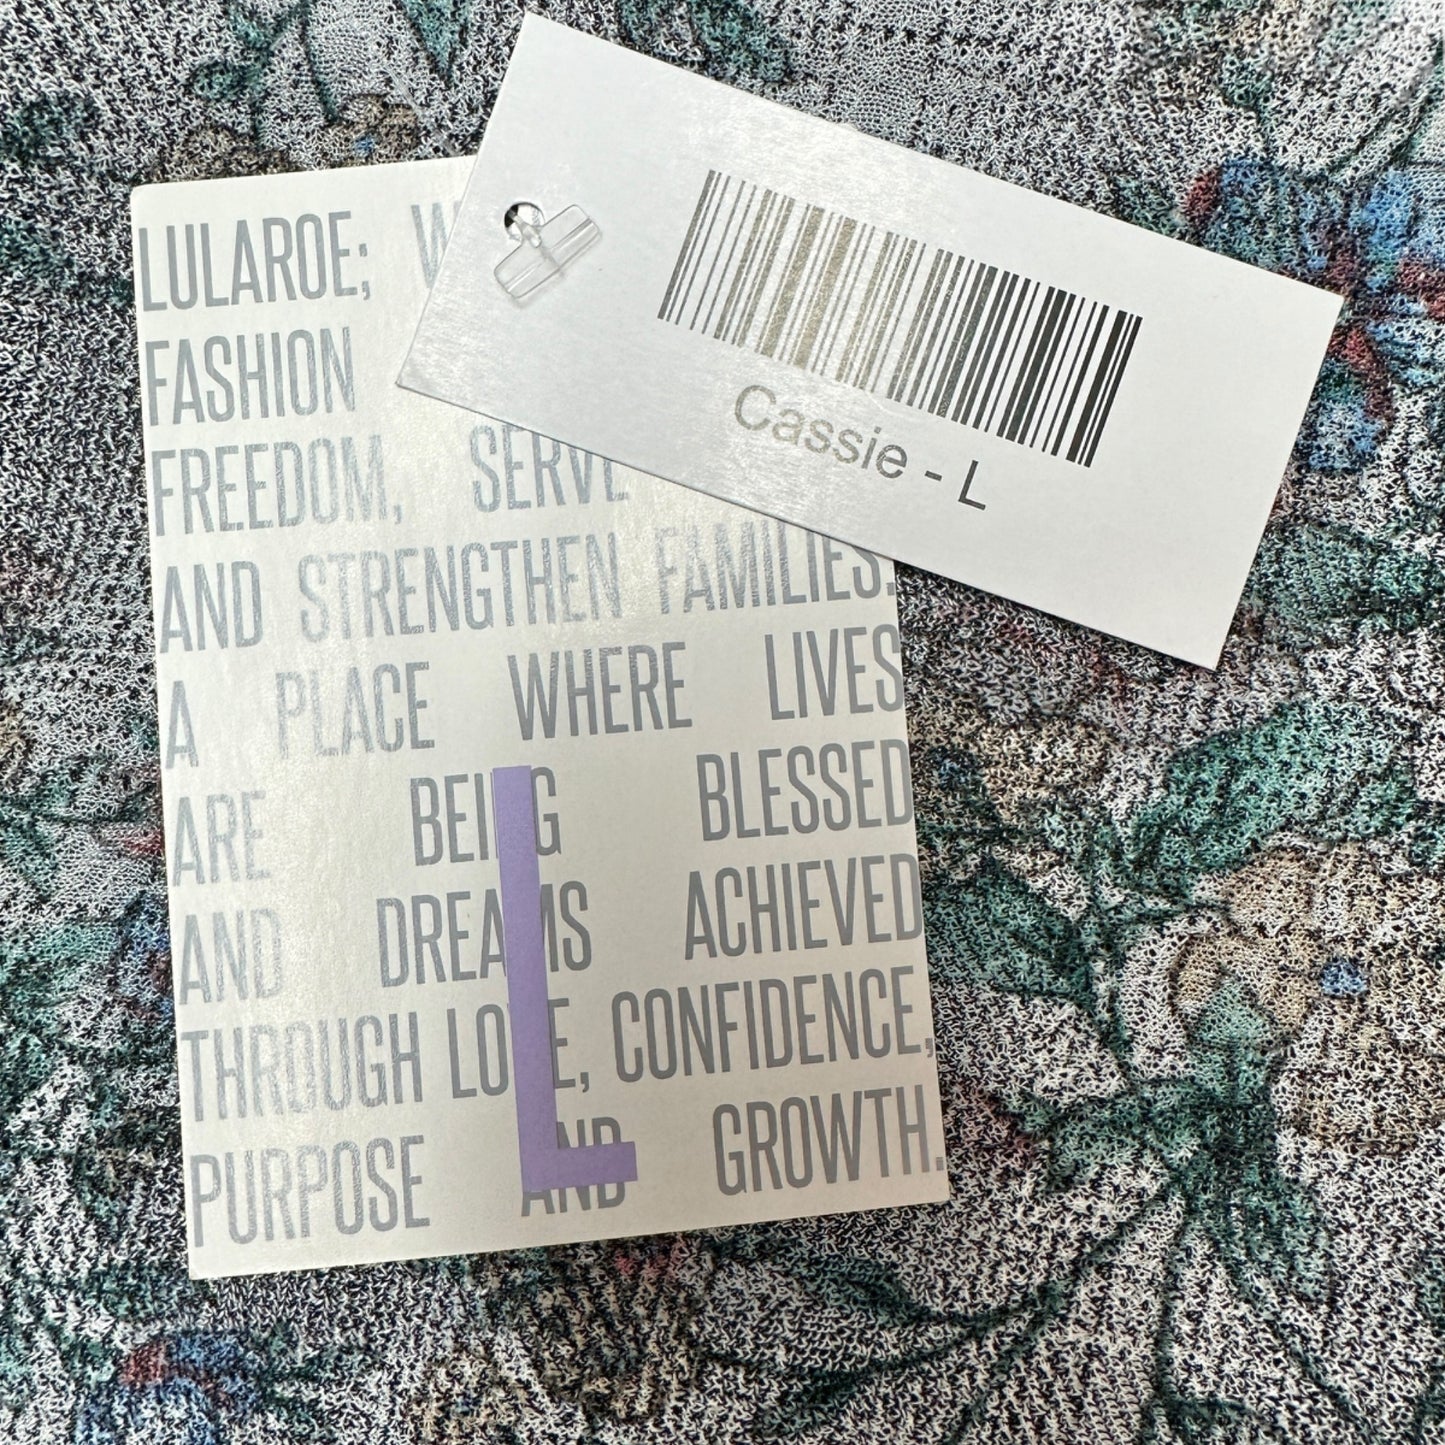 LULAROE;
FASHION
FREEDOM, SERVE
AND STRENGTHEN FAMILIES.
A PLACE WHERE LIVES
ARE BEING BLESSED
AND DREAMS ACHIEVED
THROUGH LOVE, CONFIDENCE,
PURPOSE AND GROWTH.
L
Cassie - L